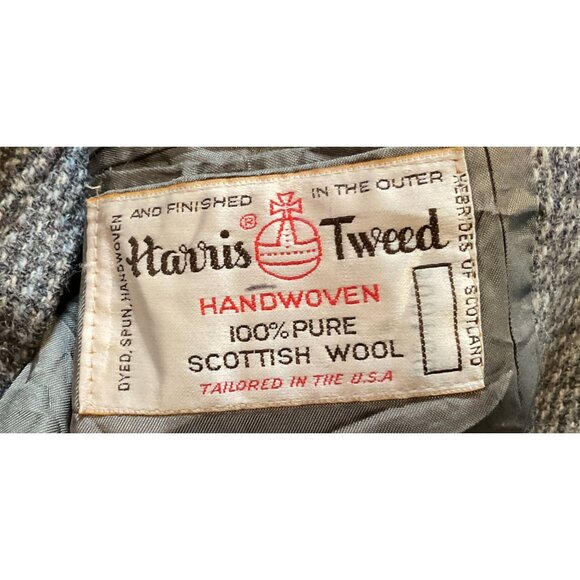 DYED, SPUN, HANDWOVEN
AND FINISHED IN THE OUTER
HEBRIDES OF SCOTLAND
Harris® Tweed
HANDWOVEN
100% PURE
SCOTTISH WOOL
TAILORED IN THE U.S.A